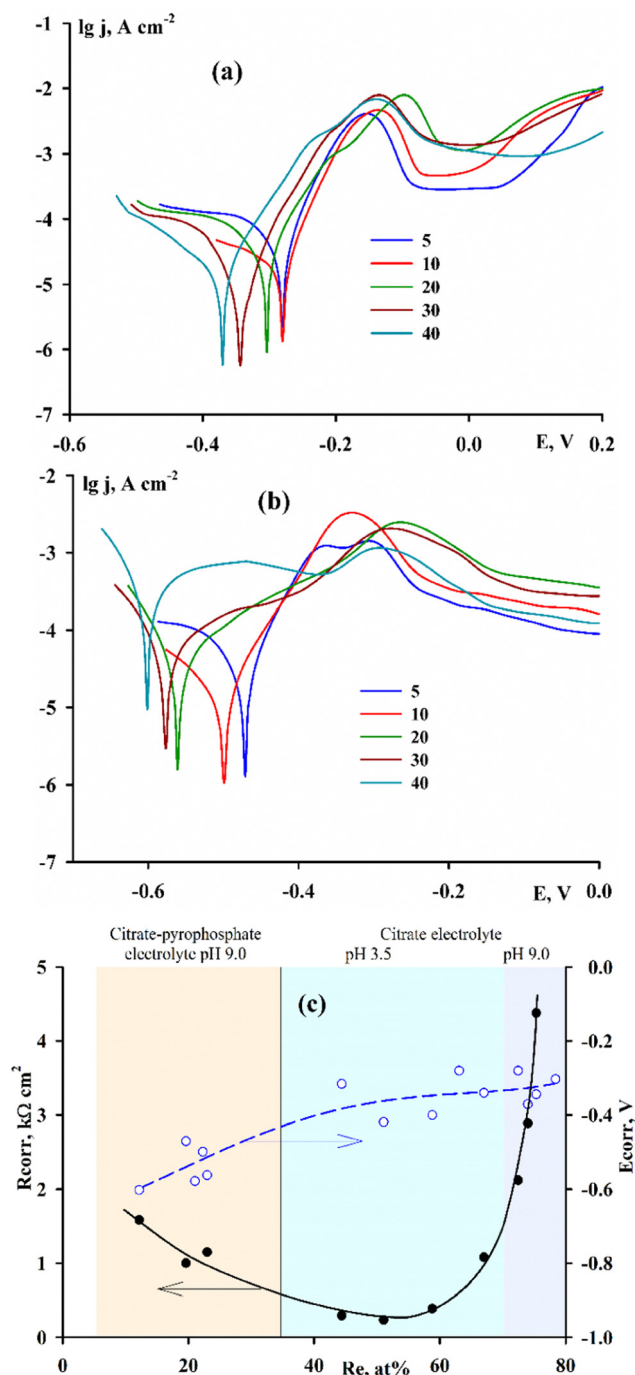 lg j, A cm-2
(a)
-1
-2
-3
-4
-5
-6
-7
5
10
20
30
40
-0.6 -0.4 -0.2 0.0 0.2
E, V
lg j, A cm-2
(b)
-2
-3
-4
-5
-6
-7
5
10
20
30
40
-0.6 -0.4 -0.2 0.0
E, V
Citrate-pyrophosphate
electrolyte pH 9.0
Citrate electrolyte
pH 3.5 pH 9.0
(c)
Rcorr, kΩ cm2
5
4
3
2
1
0
0.0
-0.2
-0.4
-0.6
-0.8
-1.0
Ecorr, V
0 20 40 60 80
Re, at%